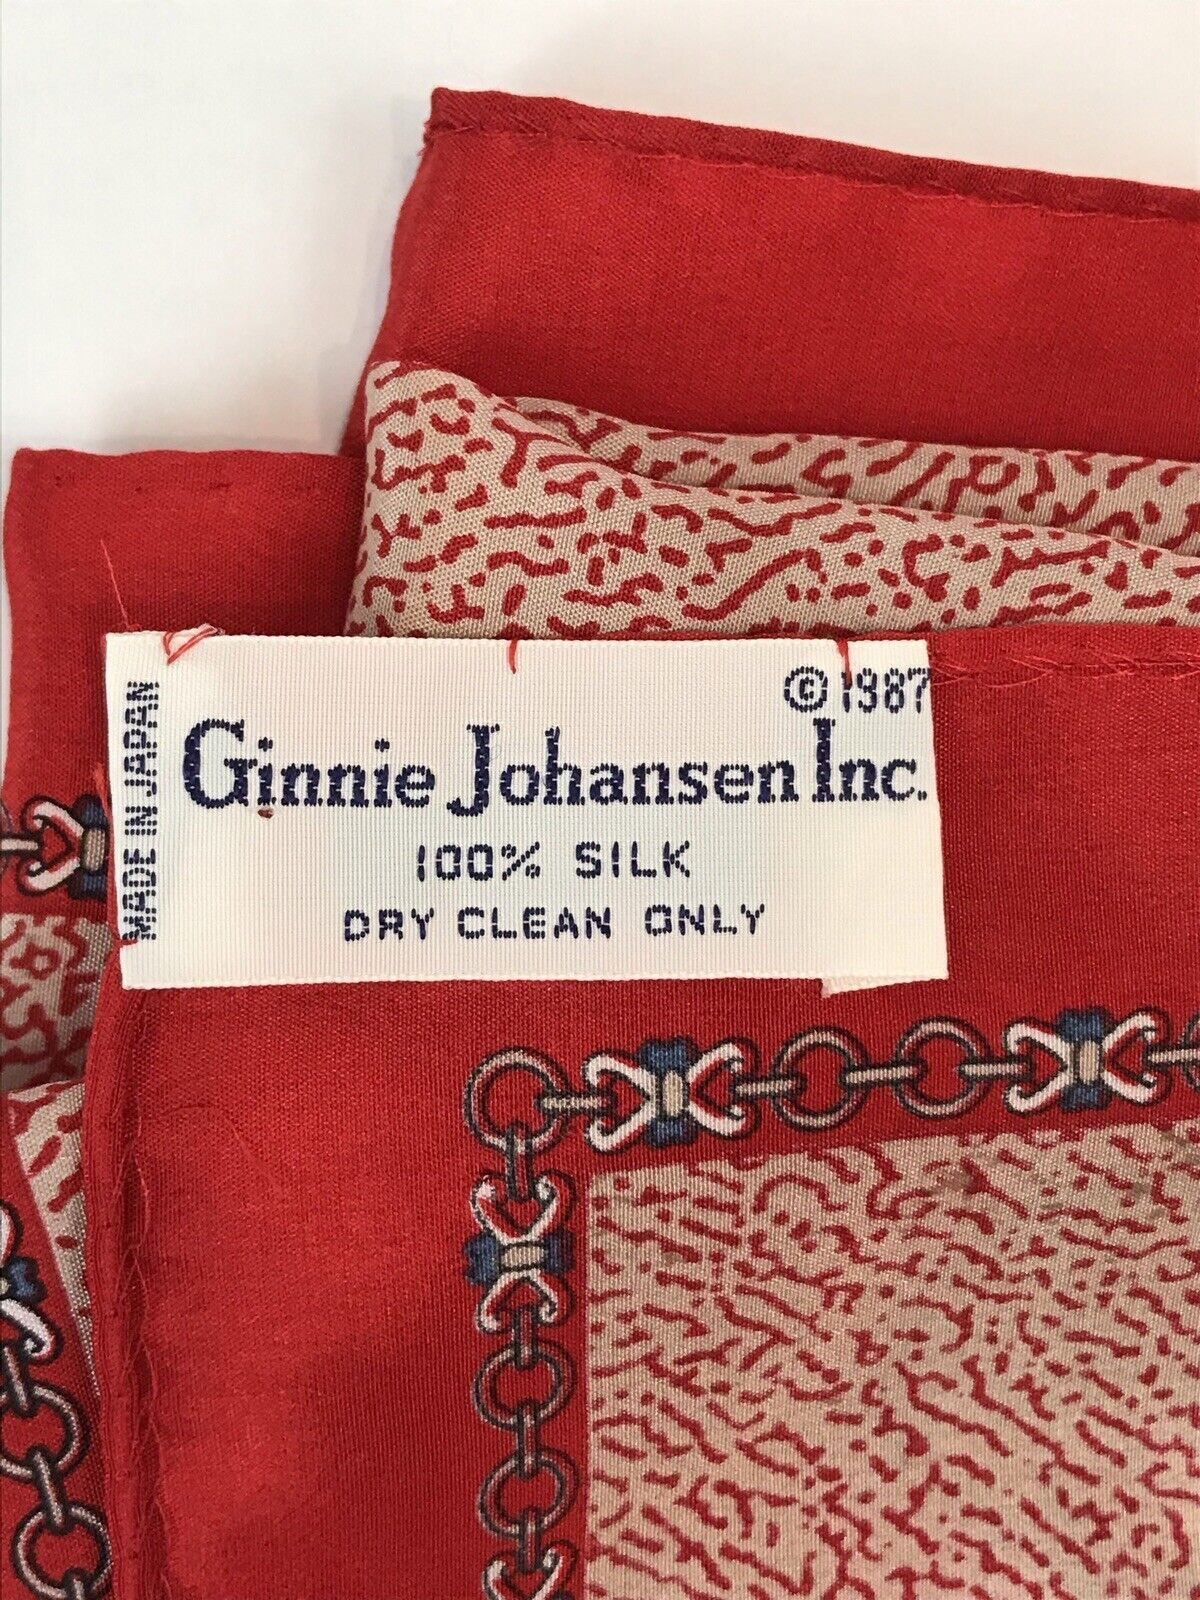 ©1987
MADE IN JAPAN
Ginnie Johansen Inc.
100% SILK
DRY CLEAN ONLY